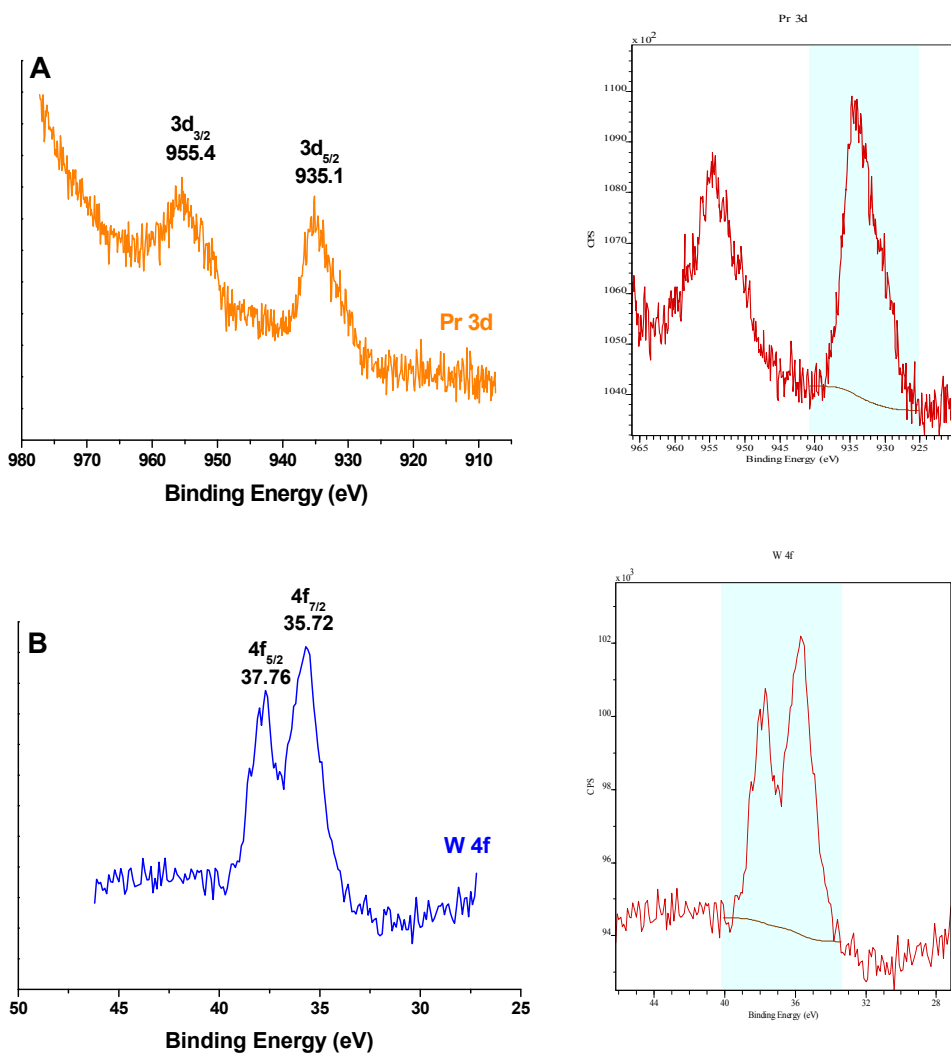 A
3d3/2
955.4
3d5/2
935.1
Pr 3d
980 970 960 950 940 930 920 910
Binding Energy (eV)
Pr 3d
x 10²
1100
1090
1080
1070
1060
1050
1040
CPS
965 960 955 950 945 940 935 930 925
Binding Energy (eV)
B
4f5/2
37.76
4f7/2
35.72
W 4f
50 45 40 35 30 25
Binding Energy (eV)
W 4f
x 10³
102
100
98
96
94
CPS
44 40 36 32 28
Binding Energy (eV)